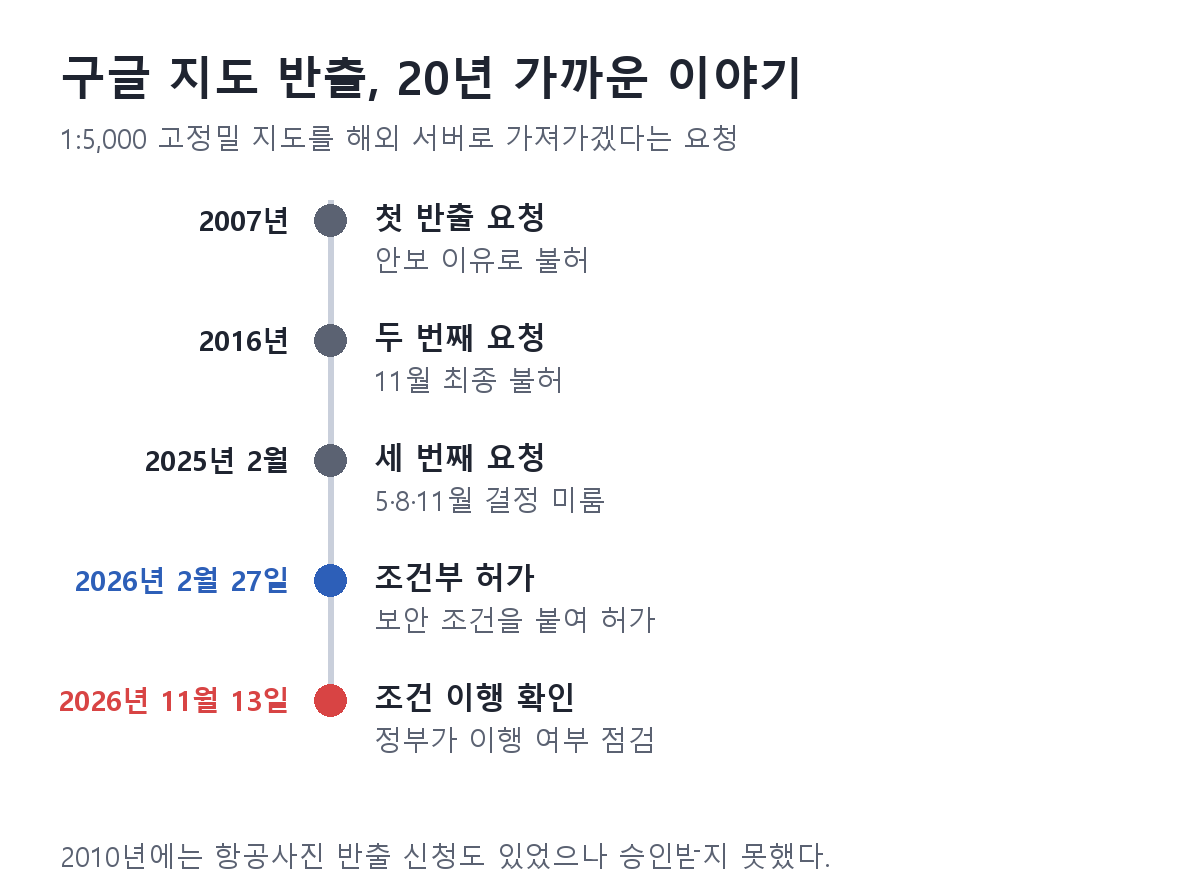 구글 지도 반출, 20년 가까운 이야기
1:5,000 고정밀 지도를 해외 서버로 가져가겠다는 요청
2007년
첫 반출 요청
안보 이유로 불허
2016년
두 번째 요청
11월 최종 불허
2025년 2월
세 번째 요청
5·8·11월 결정 미룸
2026년 2월 27일
조건부 허가
보안 조건을 붙여 허가
2026년 11월 13일
조건 이행 확인
정부가 이행 여부 점검
2010년에는 항공사진 반출 신청도 있었으나 승인받지 못했다.